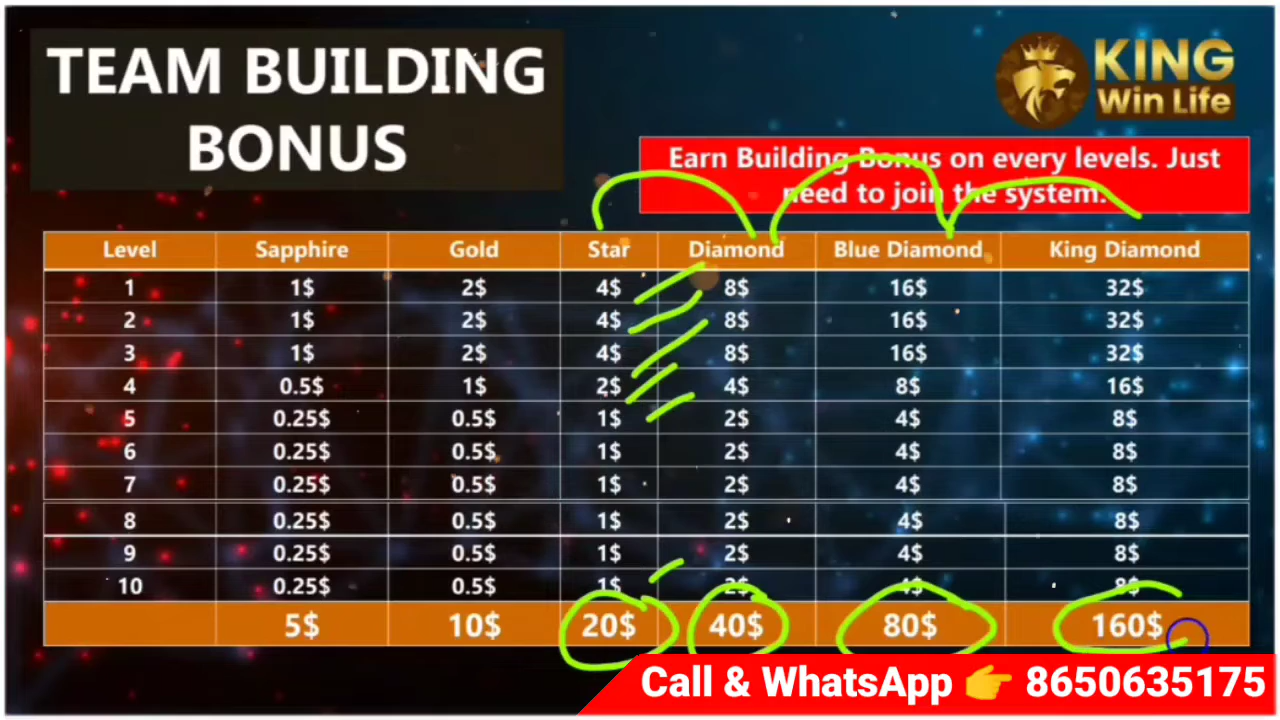 TEAM BUILDING
BONUS
KING
Win Life
Earn Building Bonus on every levels. Just
need to join the system.
Level Sapphire Gold Star Diamond Blue Diamond King Diamond
1 1$ 2$ 4$ 8$ 16$ 32$
2 1$ 2$ 4$ 8$ 16$ 32$
3 1$ 2$ 4$ 8$ 16$ 32$
4 0.5$ 1$ 2$ 4$ 8$ 16$
5 0.25$ 0.5$ 1$ 2$ 4$ 8$
6 0.25$ 0.5$ 1$ 2$ 4$ 8$
7 0.25$ 0.5$ 1$ 2$ 4$ 8$
8 0.25$ 0.5$ 1$ 2$ 4$ 8$
9 0.25$ 0.5$ 1$ 2$ 4$ 8$
10 0.25$ 0.5$ 1$ 2$ 4$ 8$
5$ 10$ 20$ 40$ 80$ 160$
Call & WhatsApp 👉 8650635175